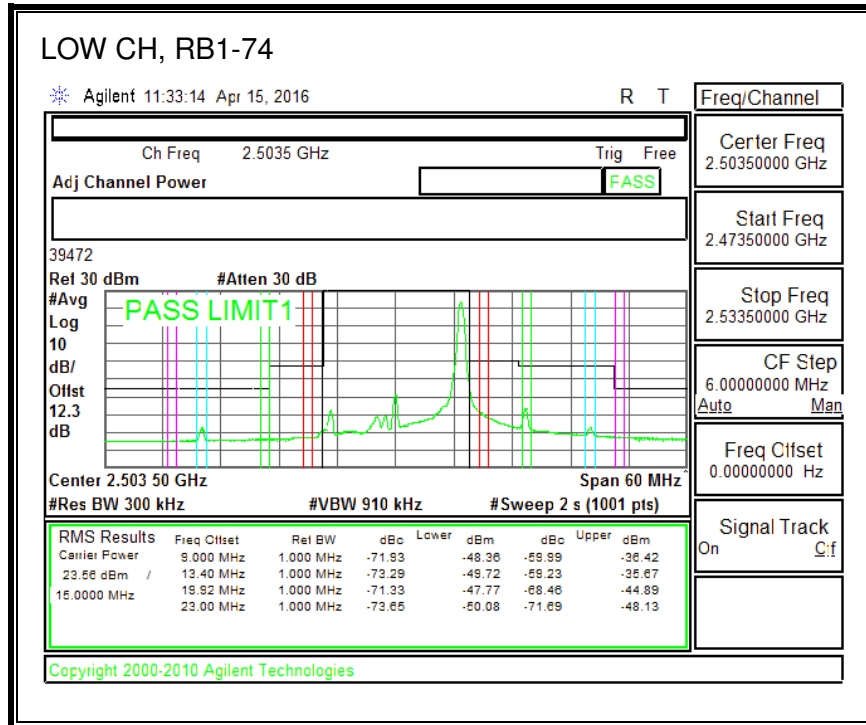 LOW CH, RB1-74
Agilent 11:33:14 Apr 15, 2016 R T
Freq/Channel
Ch Freq 2.5035 GHz Trig Free
Adj Channel Power PASS
Center Freq
2.50350000 GHz
Start Freq
2.47350000 GHz
Stop Freq
2.53350000 GHz
CF Step
6.00000000 MHz
Auto Man
Freq Offset
0.00000000 Hz
Signal Track
On Off
39472
Ref 30 dBm #Atten 30 dB
#Avg
Log
10
dB/
Offst
12.3
dB
PASS LIMIT1
Center 2.503 50 GHz Span 60 MHz
#Res BW 300 kHz #VBW 910 kHz #Sweep 2 s (1001 pts)
RMS Results Freq Offset Ref BW dBc Lower dBm dBc Upper dBm
Carrier Power 9.000 MHz 1.000 MHz -71.93 -48.36 -59.99 -36.42
23.56 dBm / 13.40 MHz 1.000 MHz -73.29 -49.72 -59.23 -35.67
15.0000 MHz 19.92 MHz 1.000 MHz -71.33 -47.77 -68.46 -44.89
23.00 MHz 1.000 MHz -73.65 -50.08 -71.69 -48.13
Copyright 2000-2010 Agilent Technologies